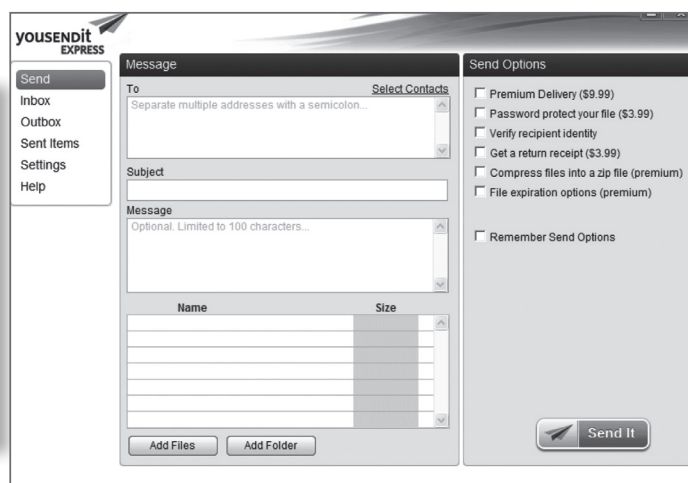 YOUSENDIT
EXPRESS
Send
Inbox
Outbox
Sent Items
Settings
Help
Message
To Select Contacts
Separate multiple addresses with a semicolon...
Subject
Message
Optional. Limited to 100 characters...
Name Size
Add Files Add Folder
Send Options
Premium Delivery ($9.99)
Password protect your file ($3.99)
Verify recipient identity
Get a return receipt ($3.99)
Compress files into a zip file (premium)
File expiration options (premium)
Remember Send Options
Send It